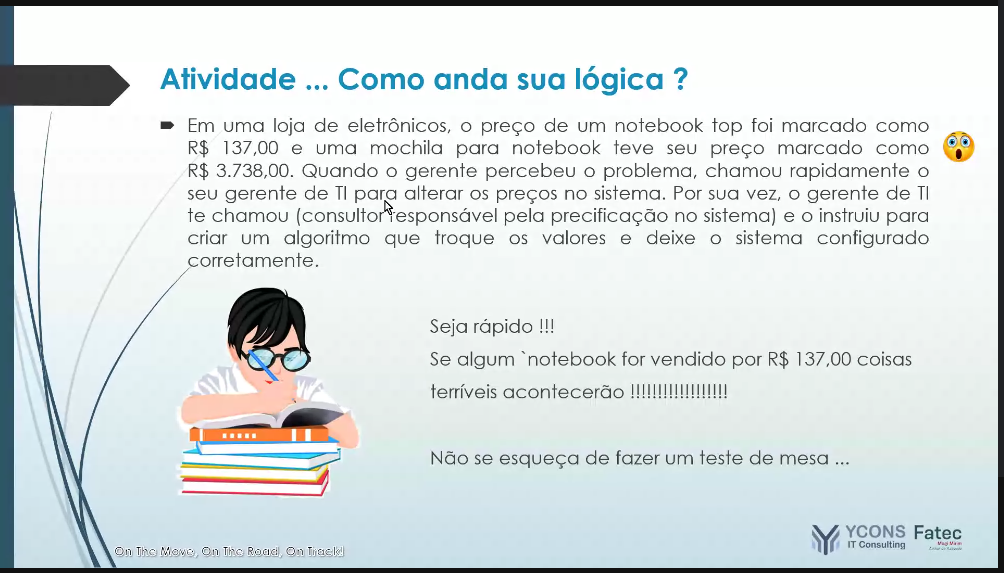 Atividade ... Como anda sua lógica ?
Em uma loja de eletrônicos, o preço de um notebook top foi marcado como
R$ 137,00 e uma mochila para notebook teve seu preço marcado como
R$ 3.738,00. Quando o gerente percebeu o problema, chamou rapidamente o
seu gerente de TI para alterar os preços no sistema. Por sua vez, o gerente de TI
te chamou (consultor responsável pela precificação no sistema) e o instruiu para
criar um algoritmo que troque os valores e deixe o sistema configurado
corretamente.
Seja rápido !!!
Se algum `notebook for vendido por R$ 137,00 coisas
terríveis acontecerão !!!!!!!!!!!!!!!!!!
Não se esqueça de fazer um teste de mesa ...
YCONS Fatec
IT Consulting
On The Move, On The Road, On Track!